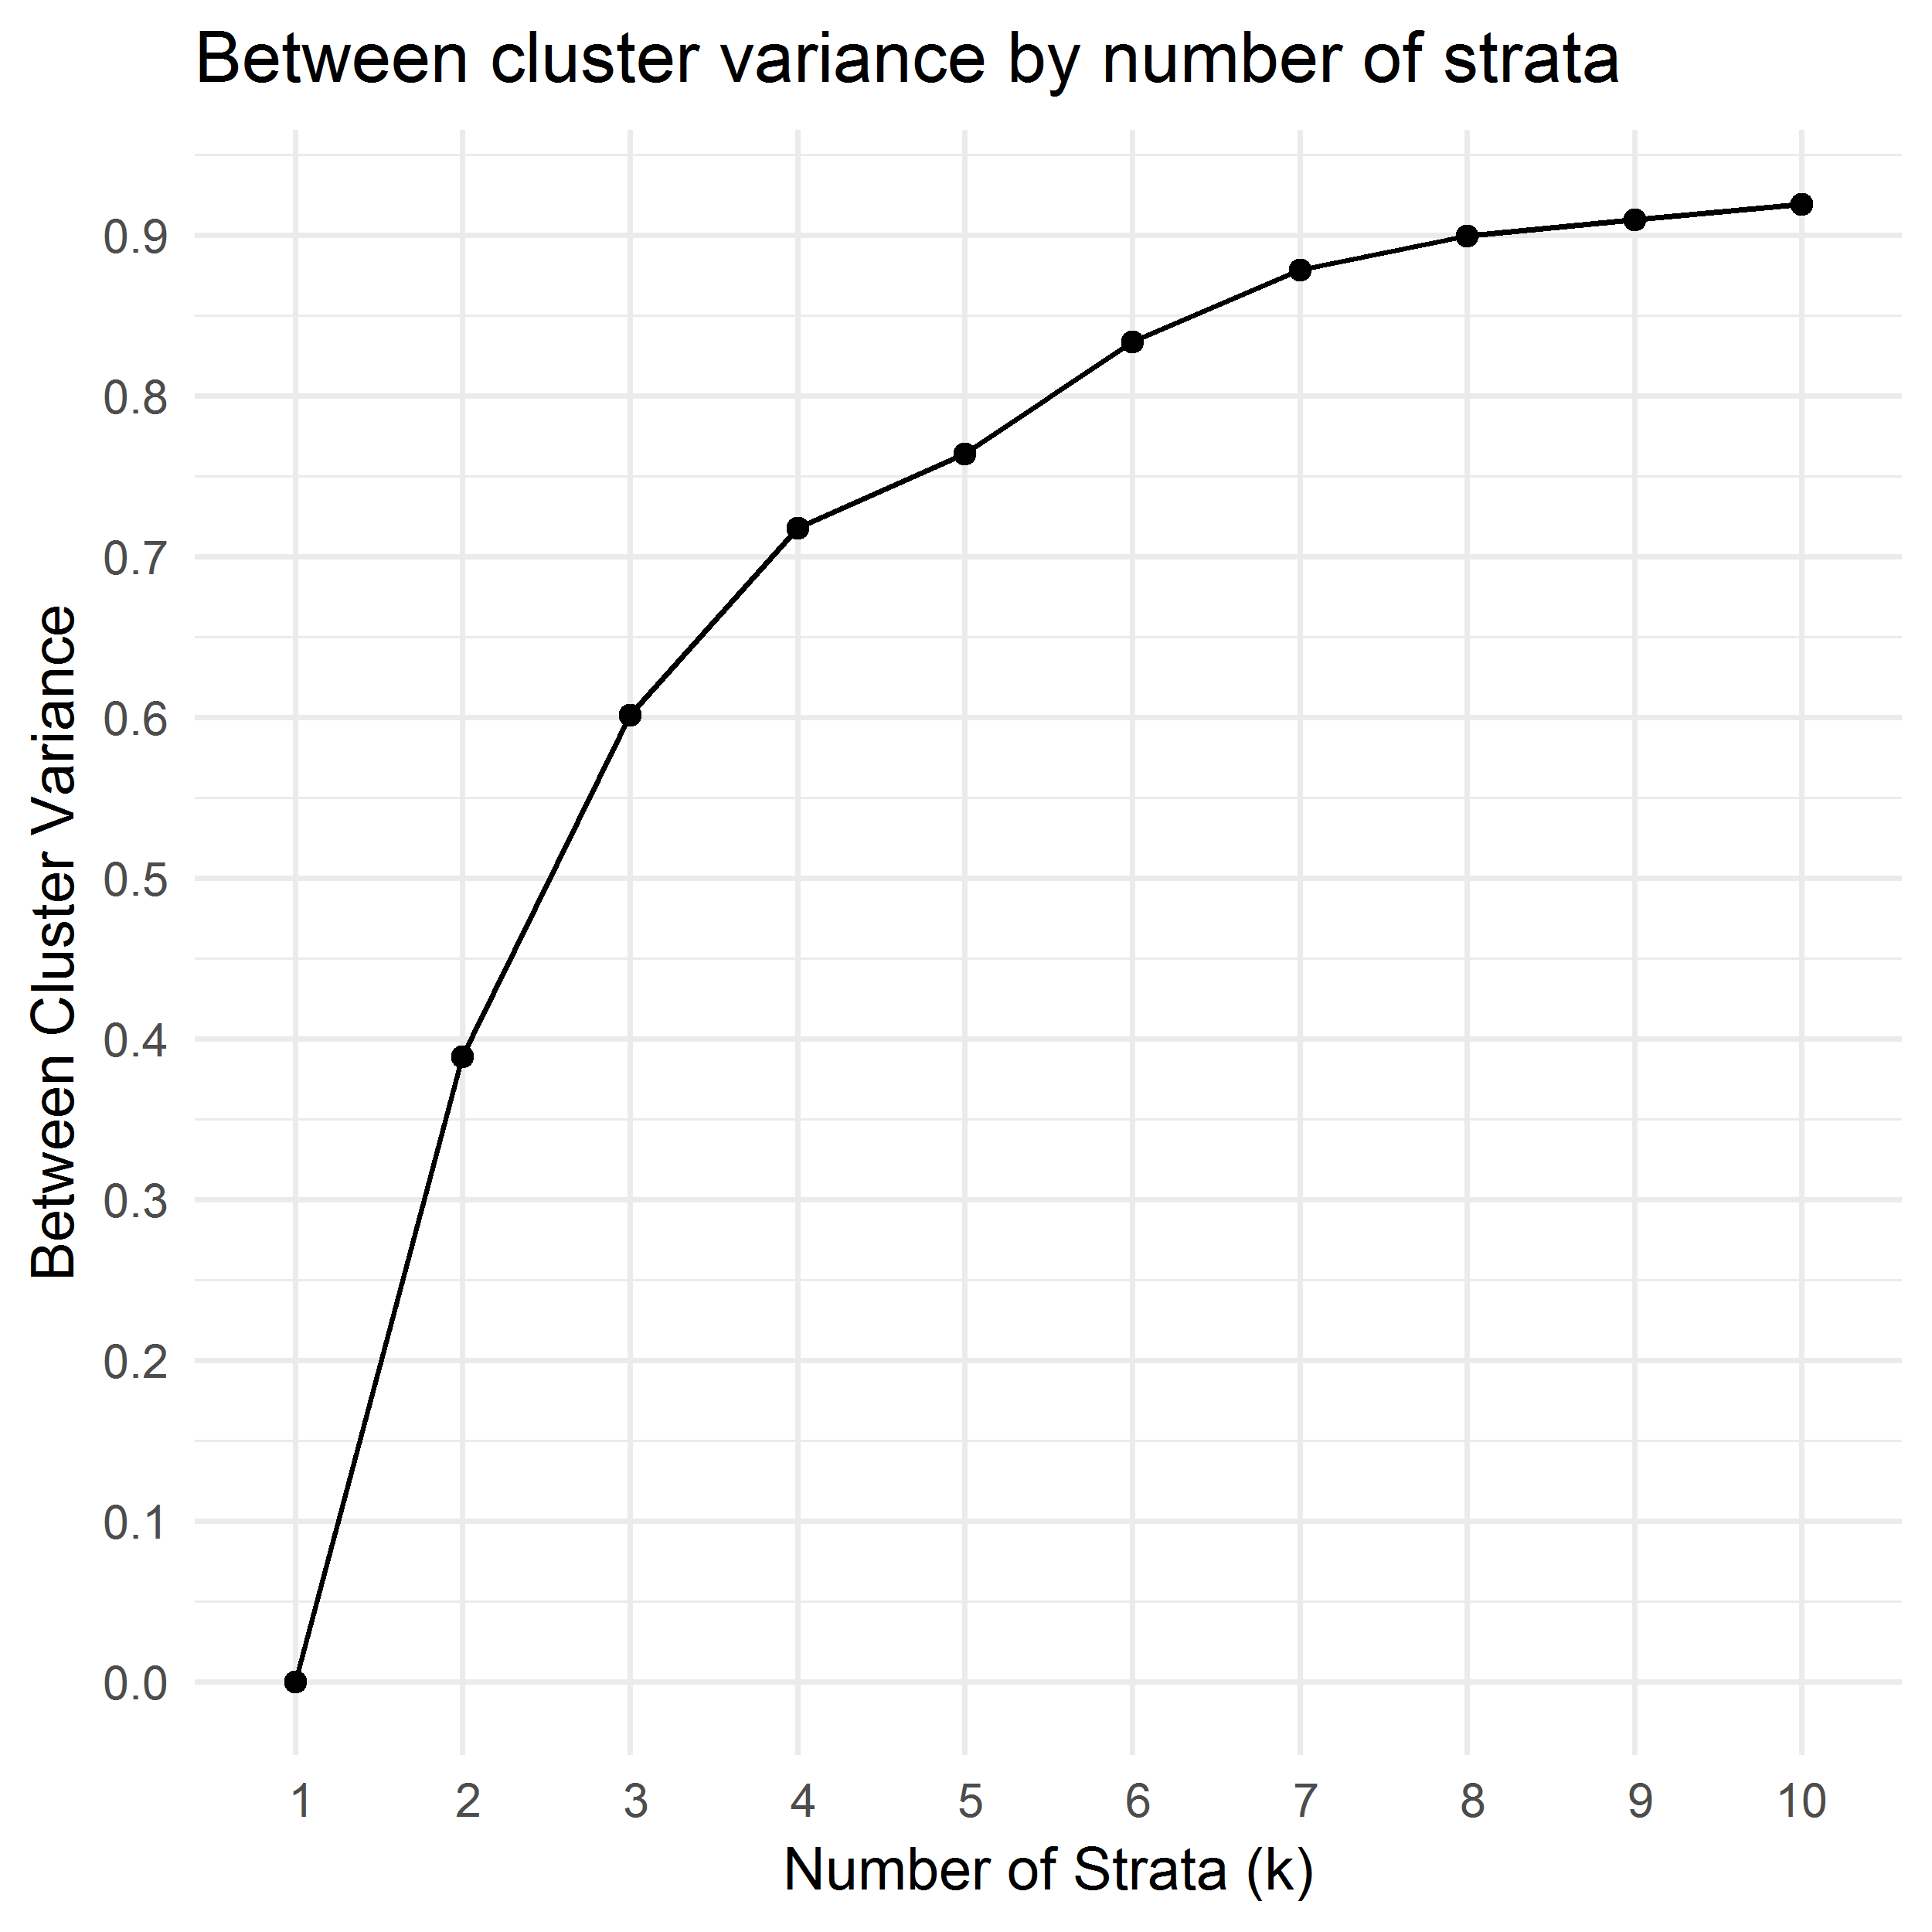 Between cluster variance by number of strata
Between Cluster Variance
0.9
0.8
0.7
0.6
0.5
0.4
0.3
0.2
0.1
0.0
1 2 3 4 5 6 7 8 9 10
Number of Strata (k)